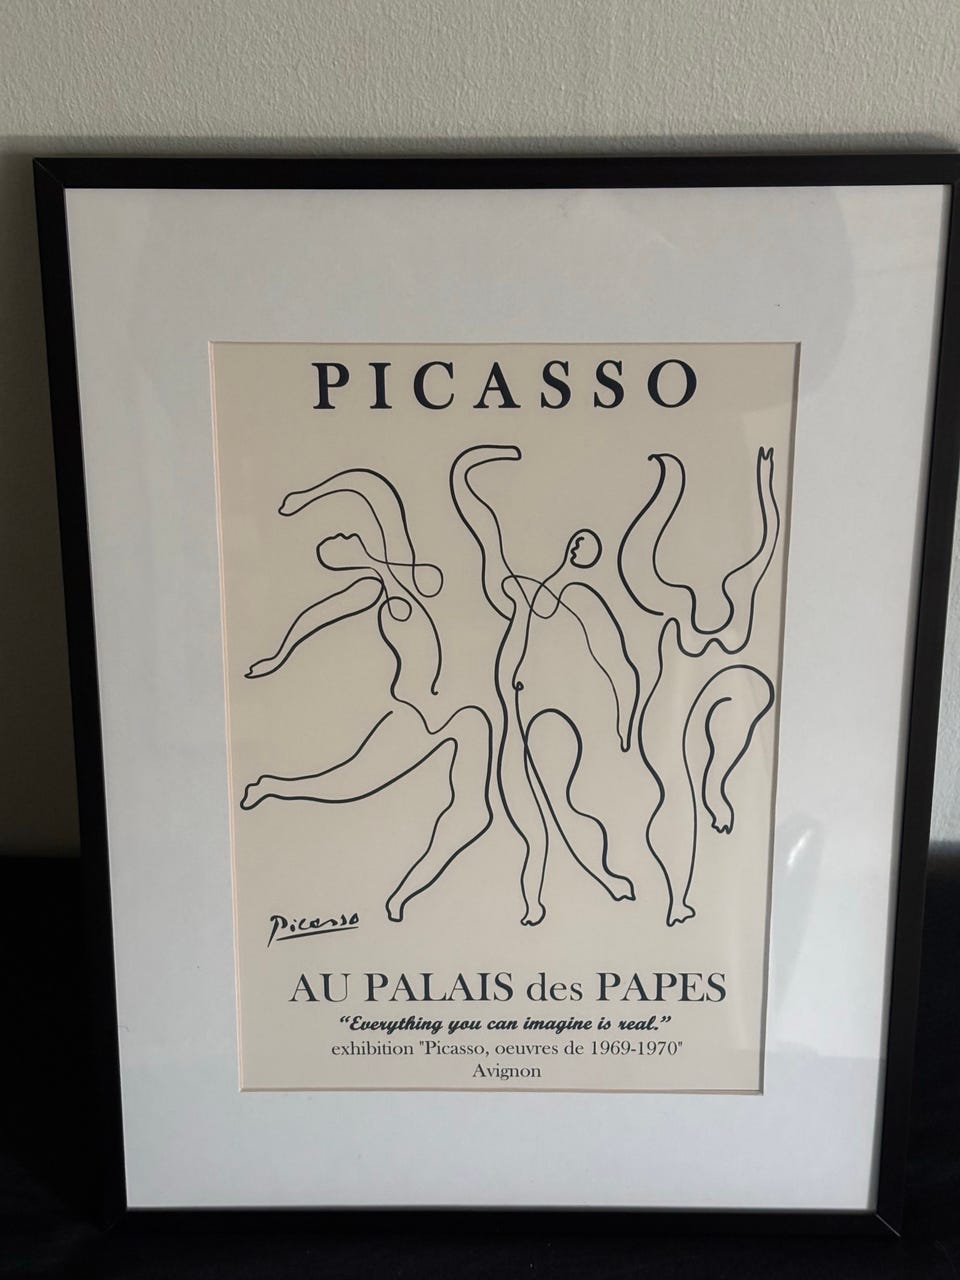 PICASSO
Picasso
AU PALAIS des PAPES
“Everything you can imagine is real.”
exhibition "Picasso, oeuvres de 1969-1970"
Avignon